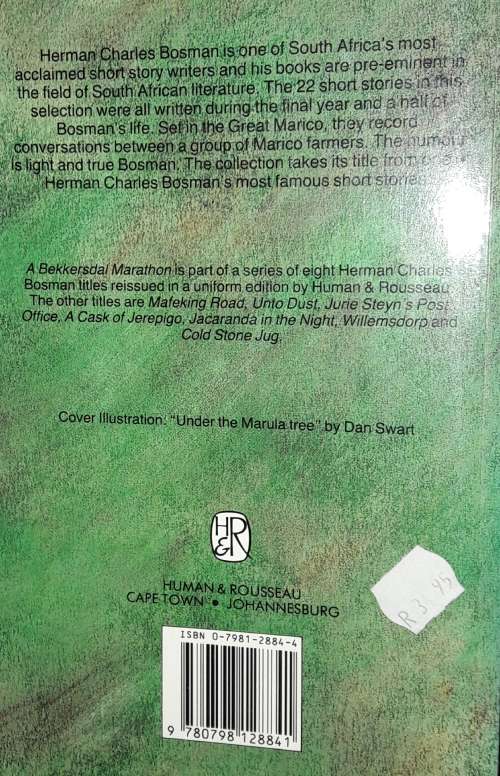 Herman Charles Bosman is one of South Africa's most
acclaimed short story writers and his books are pre-eminent in
the field of South African literature. The 22 short stories in this
selection were all written during the final year and a half of
Bosman's life. Set in the Great Marico, they record
conversations between a group of Marico farmers. The humour
is light and true Bosman. The collection takes its title from one of
Herman Charles Bosman's most famous short stories.
A Bekkersdal Marathon is part of a series of eight Herman Charles
Bosman titles reissued in a uniform edition by Human & Rousseau
The other titles are Mafeking Road, Unto Dust, Jurie Steyn's Post
Office, A Cask of Jerepigo, Jacaranda in the Night, Willemsdorp and
Cold Stone Jug.
Cover Illustration: "Under the Marula tree" by Dan Swart
HR
&
HUMAN & ROUSSEAU
CAPE TOWN • JOHANNESBURG
R3.95
ISBN 0-7981-2884-4
9 780798 128841